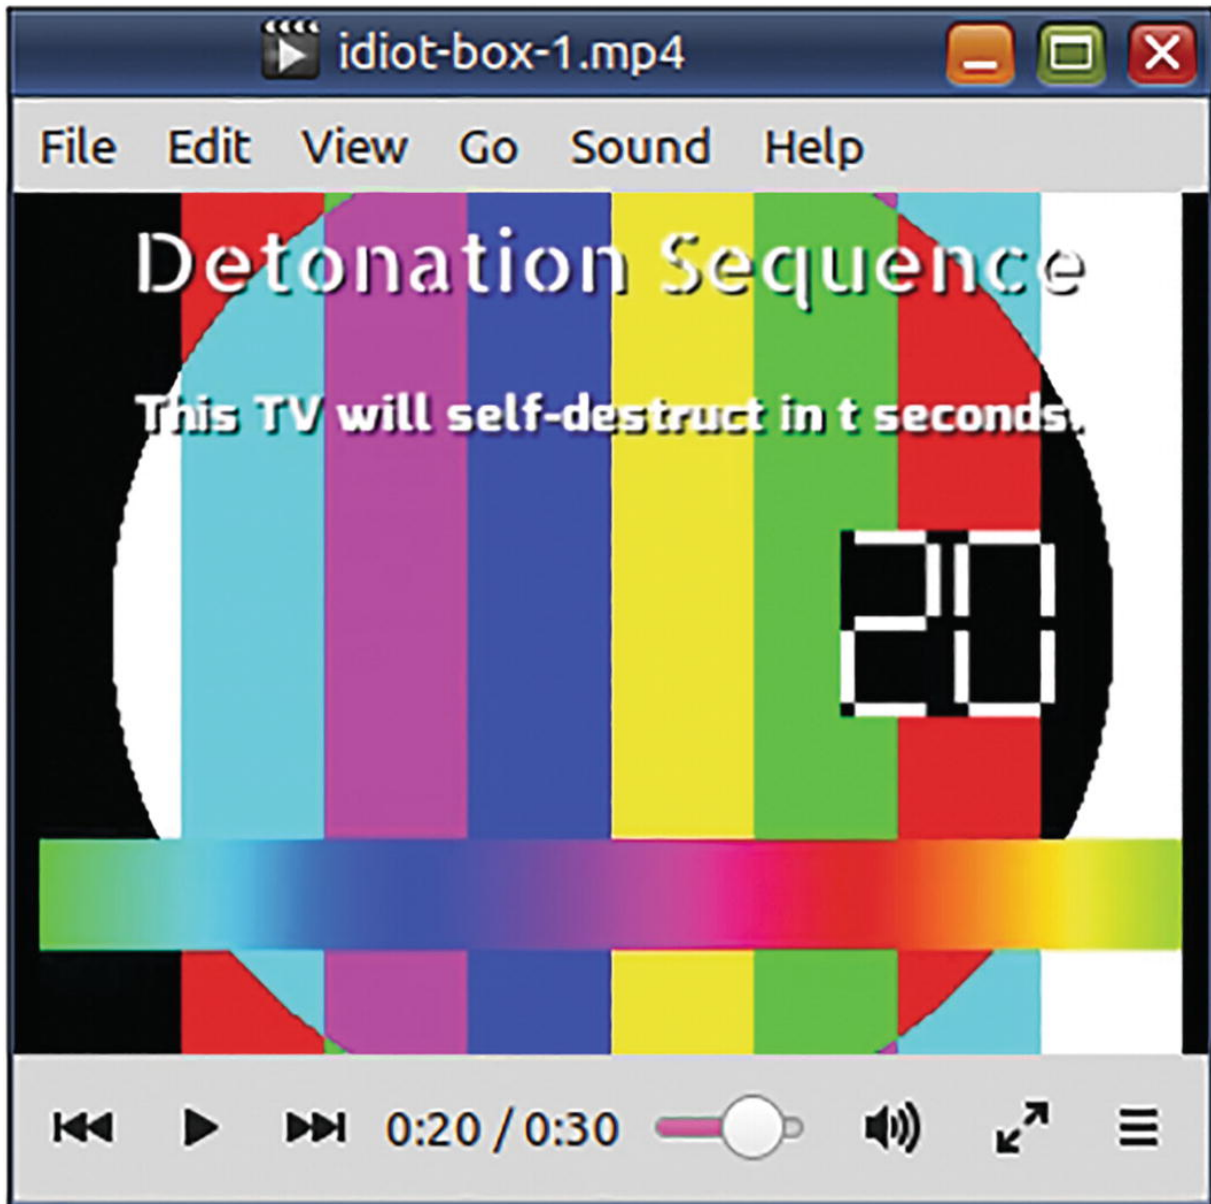 idiot-box-1.mp4
File Edit View Go Sound Help
Detonation Sequence
This TV will self-destruct in t seconds.
20
0:20 / 0:30